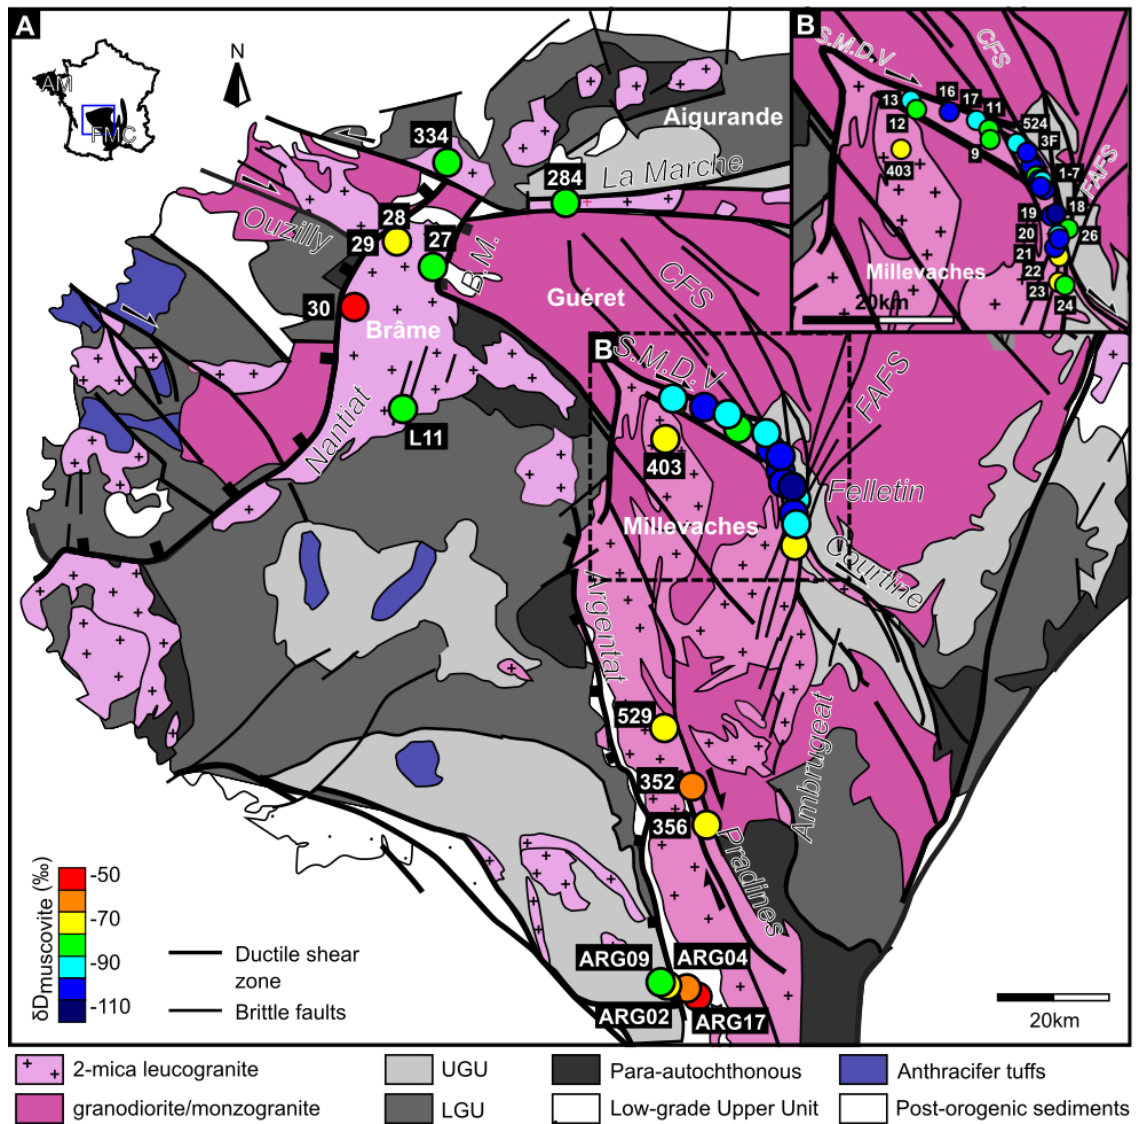 A
AM
FMC
N
334
Aigurande
284
La Marche
Ouzilly
28
29
27
B.M.
30
Brâme
Guéret
CFS
Nantiat
L11
B
S.M.D.V
FAFS
403
Felletin
Millevaches
Courtine
Argentat
529
Ambrugeat
352
356
Pradines
ARG09
ARG04
ARG02
ARG17
δDmuscovite (‰)
-50
-70
-90
-110
Ductile shear
zone
Brittle faults
20km
B
S.M.D.V
CFS
13
16
17
11
524
12
3F
9
403
1-7
FAFS
19
18
20
26
21
Millevaches
22
20km
23
24
2-mica leucogranite
UGU
Para-autochthonous
Anthracifer tuffs
granodiorite/monzogranite
LGU
Low-grade Upper Unit
Post-orogenic sediments